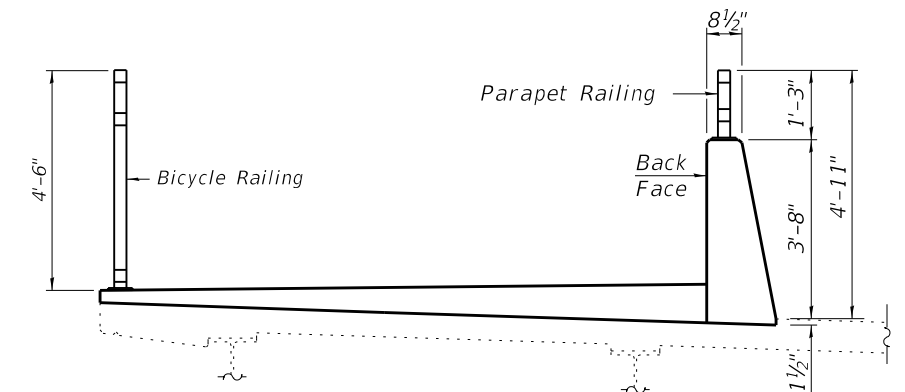 8½"
Parapet Railing
1'-3"
4'-6"
Bicycle Railing
Back
Face
3'-8"
4'-11"
1½"